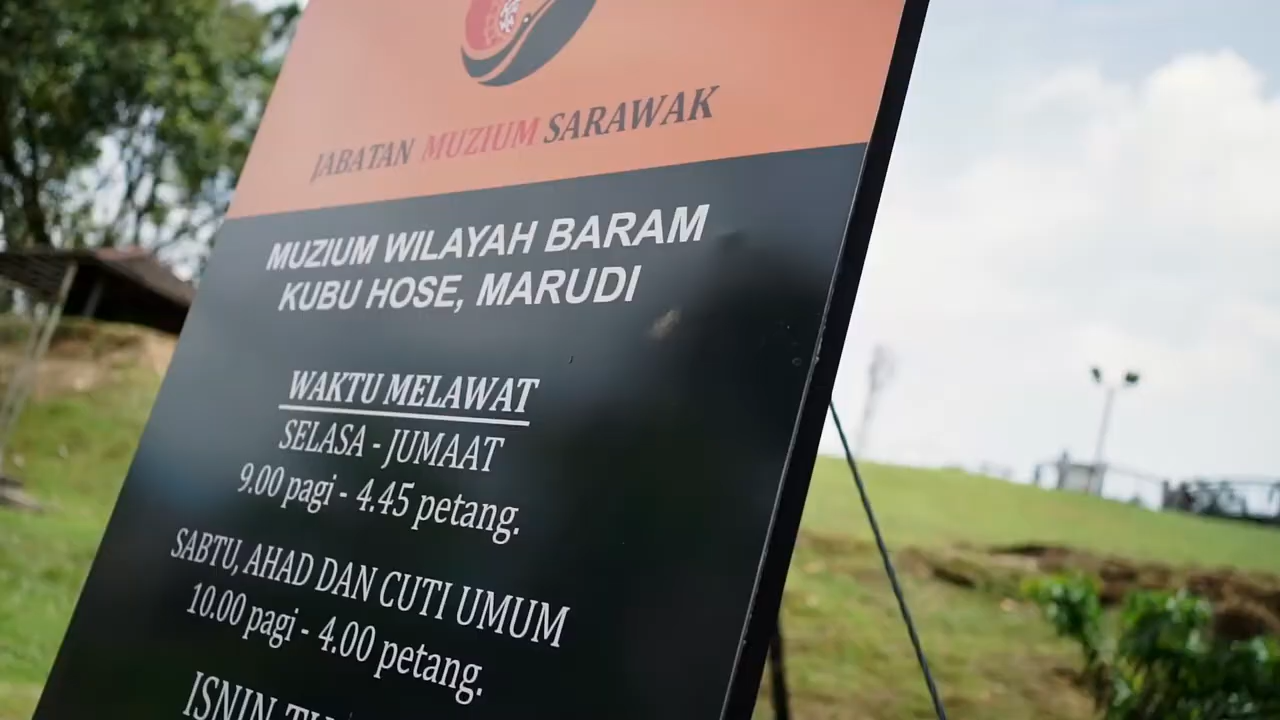 JABATAN MUZIUM SARAWAK
MUZIUM WILAYAH BARAM
KUBU HOSE, MARUDI
WAKTU MELAWAT
SELASA - JUMAAT
9.00 pagi - 4.45 petang.
SABTU, AHAD DAN CUTI UMUM
10.00 pagi - 4.00 petang.
ISNIN